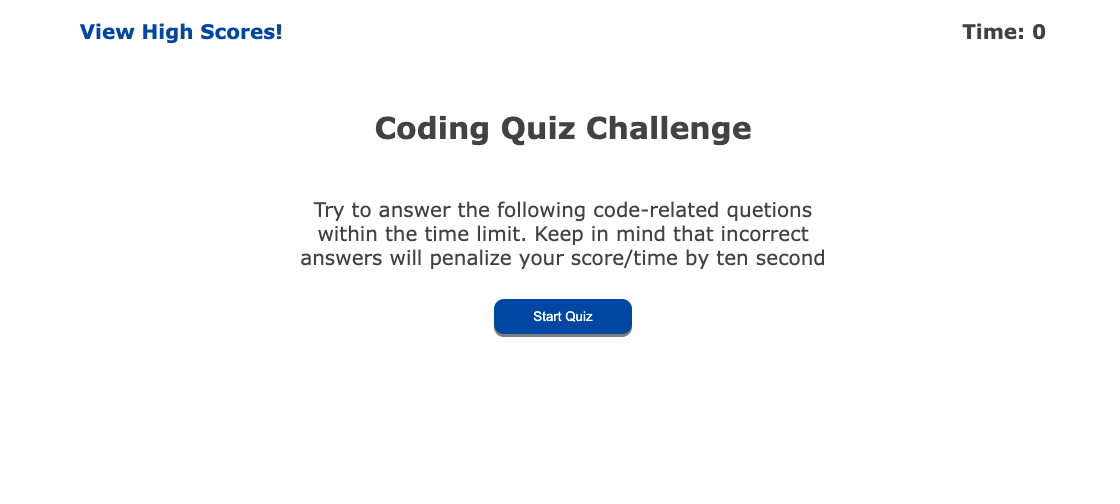 View High Scores!
Time: 0
Coding Quiz Challenge
Try to answer the following code-related quetions
within the time limit. Keep in mind that incorrect
answers will penalize your score/time by ten second
Start Quiz